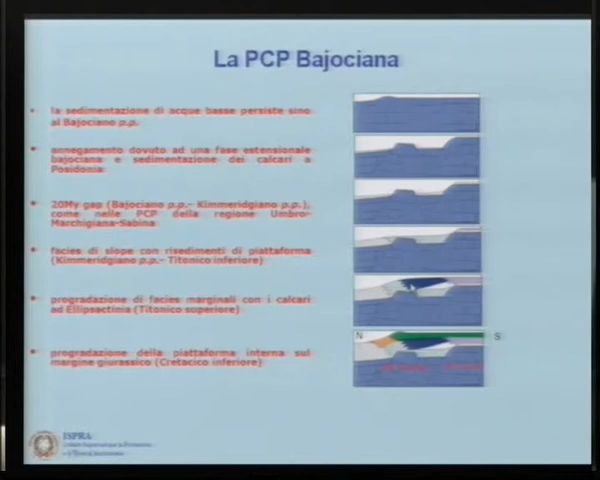 La PCP Bajociana
la sedimentazione di acque basse persiste sino
al Bajociano p.p.
annegamento dovuto ad una fase estensionale
bajociana e sedimentazione dei calcari a
Posidonia
20My gap (Bajociano p.p.- Kimmeridgiano p.p.),
come nelle PCP della regione Umbro-
Marchigiana-Sabina
facies di slope con risedimenti di piattaforma
(Kimmeridgiano p.p.- Titonico inferiore)
progradazione di facies marginali con i calcari
ad Ellipsactinia (Titonico superiore)
N S
progradazione della piattaforma interna sul
margine giurassico (Cretacico inferiore)
ISPRA